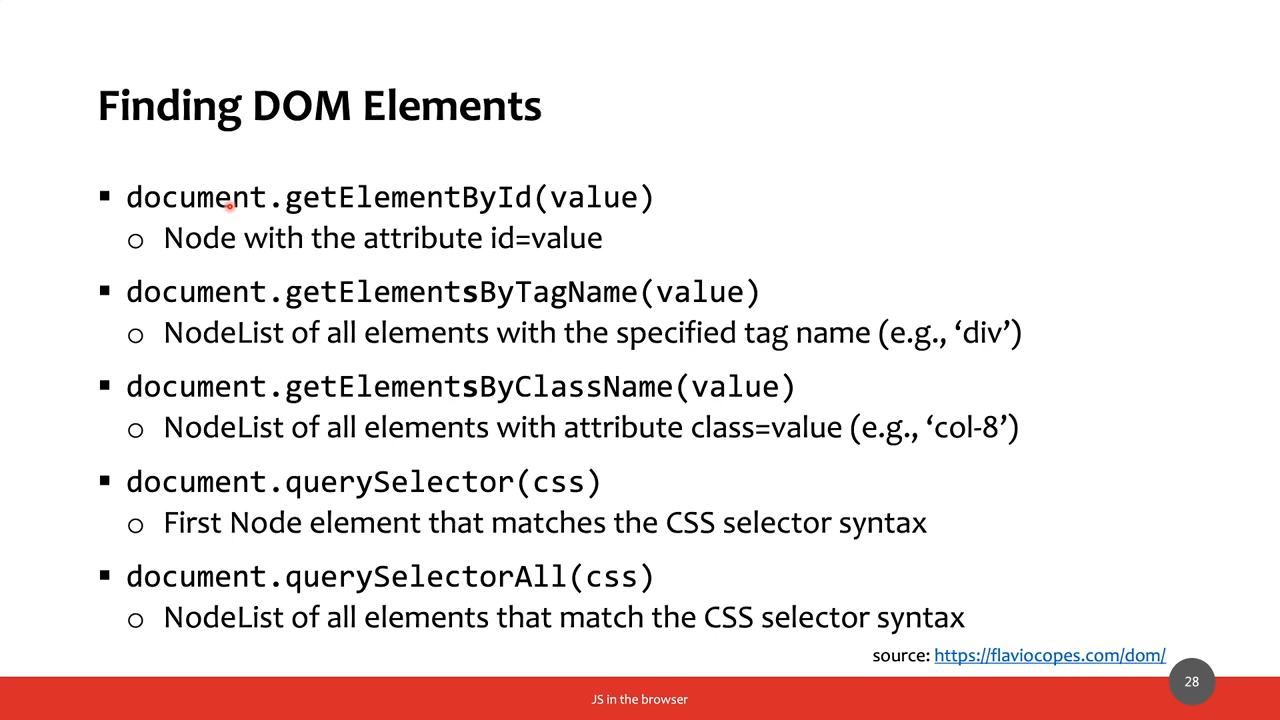 Finding DOM Elements
▪ document.getElementById(value)
o Node with the attribute id=value
▪ document.getElementsByTagName(value)
o NodeList of all elements with the specified tag name (e.g., ‘div’)
▪ document.getElementsByClassName(value)
o NodeList of all elements with attribute class=value (e.g., ‘col-8’)
▪ document.querySelector(css)
o First Node element that matches the CSS selector syntax
▪ document.querySelectorAll(css)
o NodeList of all elements that match the CSS selector syntax
source: https://flaviocopes.com/dom/
28
JS in the browser